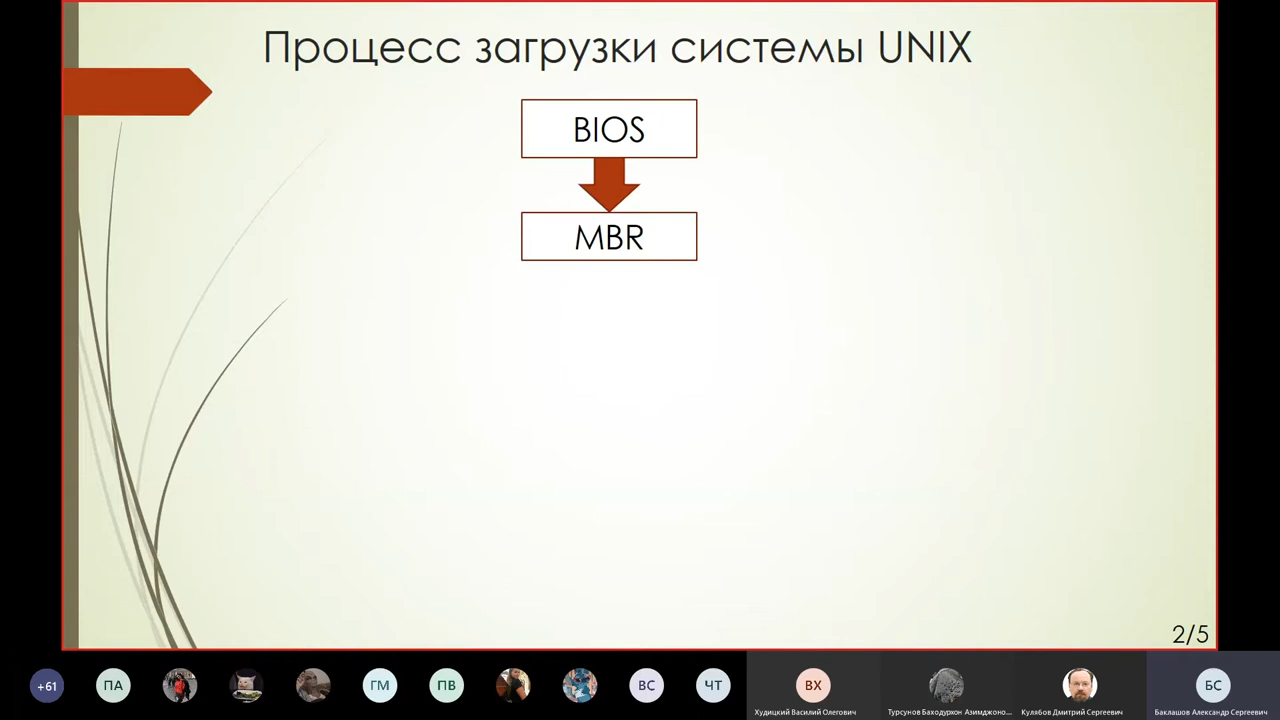 Процесс загрузки системы UNIX
BIOS
MBR
2/5
+61
ПА
ГМ
ПВ
ВС
ЧТ
ВХ
БС
Худицкий Василий Олегович
Турсунов Баходурхон Азимджоно...
Кулябов Дмитрий Сергеевич
Баклашов Александр Сергеевич